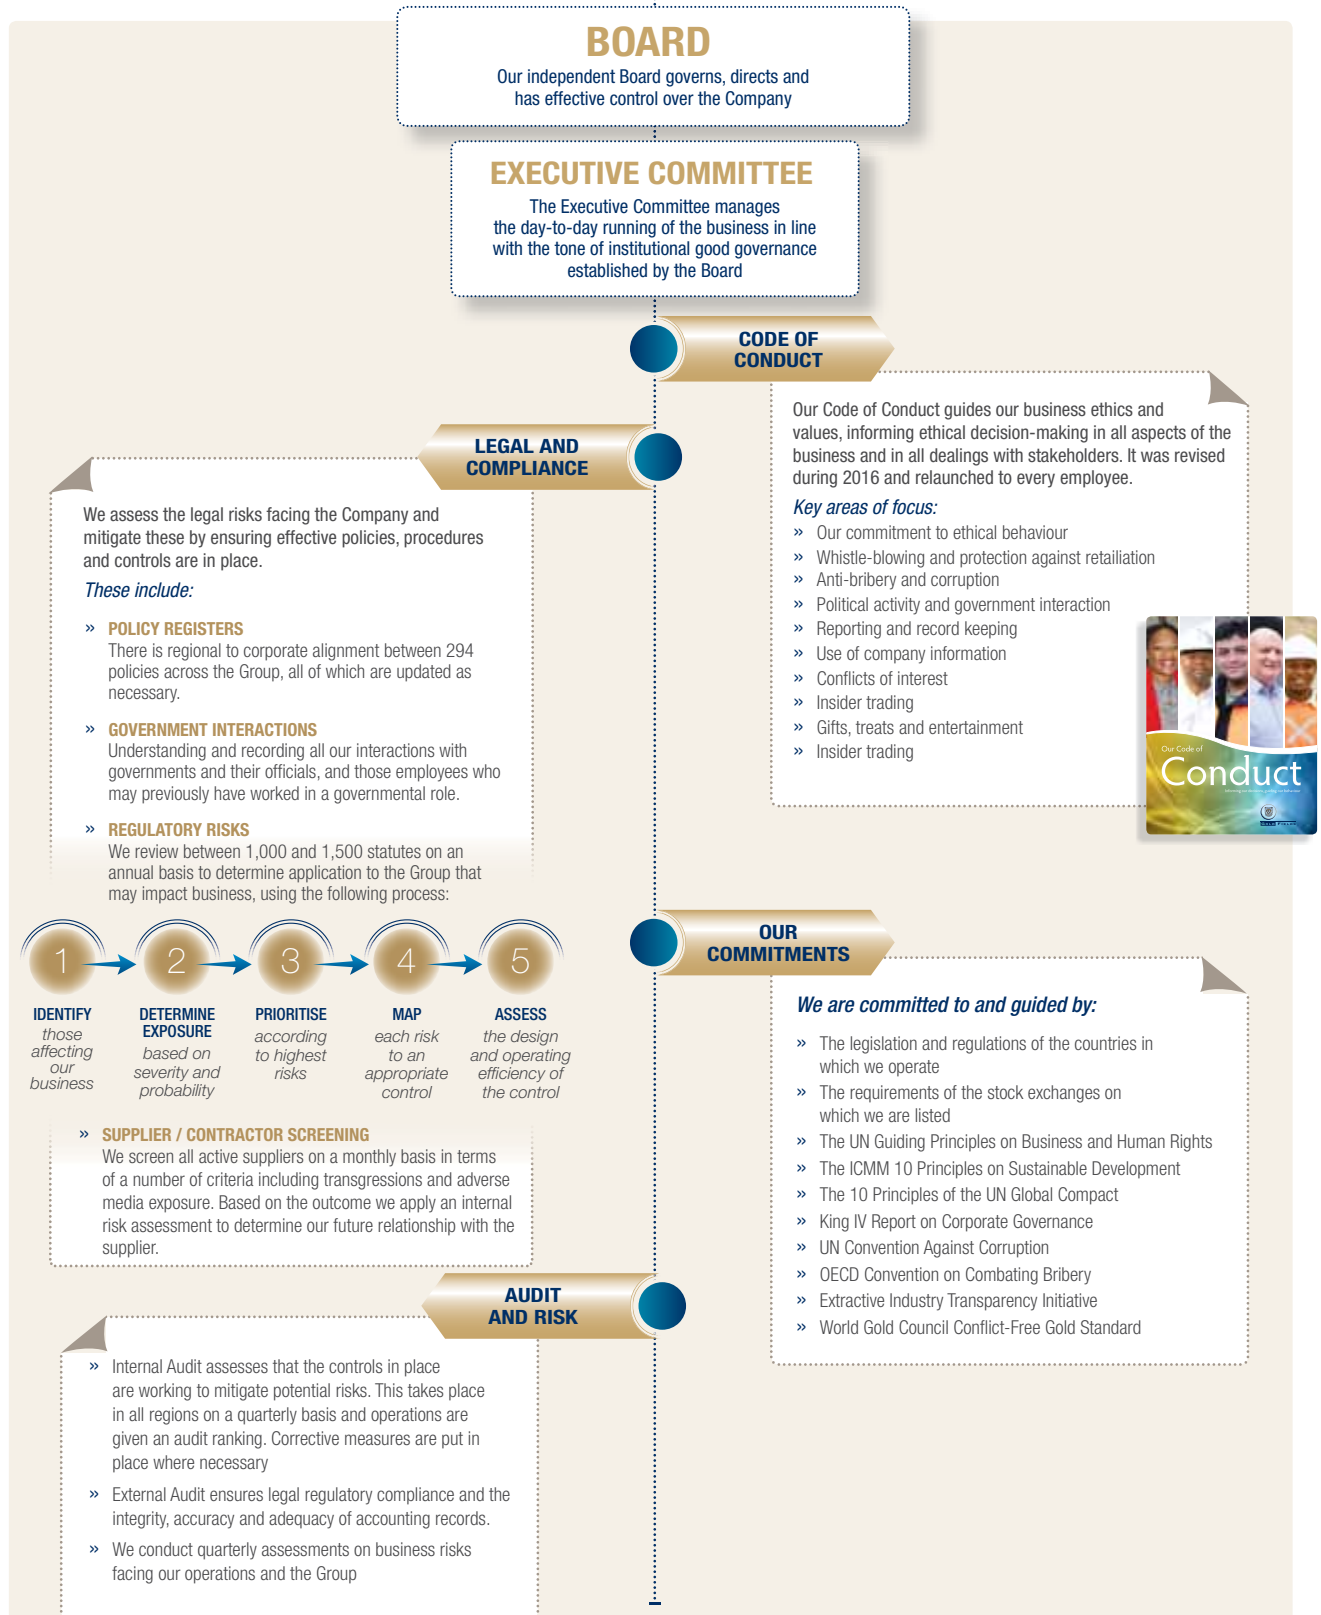 BOARD
Our independent Board governs, directs and
has effective control over the Company
EXECUTIVE COMMITTEE
The Executive Committee manages
the day-to-day running of the business in line
with the tone of institutional good governance
established by the Board
CODE OF
CONDUCT
Our Code of Conduct guides our business ethics and
values, informing ethical decision-making in all aspects of the
business and in all dealings with stakeholders. It was revised
during 2016 and relaunched to every employee.
Key areas of focus:
» Our commitment to ethical behaviour
» Whistle-blowing and protection against retailiation
» Anti-bribery and corruption
» Political activity and government interaction
» Reporting and record keeping
» Use of company information
» Conflicts of interest
» Insider trading
» Gifts, treats and entertainment
» Insider trading
Our Code of
Conduct
GOLD FIELDS
LEGAL AND
COMPLIANCE
We assess the legal risks facing the Company and
mitigate these by ensuring effective policies, procedures
and controls are in place.
These include:
» POLICY REGISTERS
There is regional to corporate alignment between 294
policies across the Group, all of which are updated as
necessary.
» GOVERNMENT INTERACTIONS
Understanding and recording all our interactions with
governments and their officials, and those employees who
may previously have worked in a governmental role.
» REGULATORY RISKS
We review between 1,000 and 1,500 statutes on an
annual basis to determine application to the Group that
may impact business, using the following process:
1
IDENTIFY
those
affecting
our
business
2
DETERMINE
EXPOSURE
based on
severity and
probability
3
PRIORITISE
according
to highest
risks
4
MAP
each risk
to an
appropriate
control
5
ASSESS
the design
and operating
efficiency of
the control
» SUPPLIER / CONTRACTOR SCREENING
We screen all active suppliers on a monthly basis in terms
of a number of criteria including transgressions and adverse
media exposure. Based on the outcome we apply an internal
risk assessment to determine our future relationship with the
supplier.
OUR
COMMITMENTS
We are committed to and guided by:
» The legislation and regulations of the countries in
which we operate
» The requirements of the stock exchanges on
which we are listed
» The UN Guiding Principles on Business and Human Rights
» The ICMM 10 Principles on Sustainable Development
» The 10 Principles of the UN Global Compact
» King IV Report on Corporate Governance
» UN Convention Against Corruption
» OECD Convention on Combating Bribery
» Extractive Industry Transparency Initiative
» World Gold Council Conflict-Free Gold Standard
AUDIT
AND RISK
» Internal Audit assesses that the controls in place
are working to mitigate potential risks. This takes place
in all regions on a quarterly basis and operations are
given an audit ranking. Corrective measures are put in
place where necessary
» External Audit ensures legal regulatory compliance and the
integrity, accuracy and adequacy of accounting records.
» We conduct quarterly assessments on business risks
facing our operations and the Group